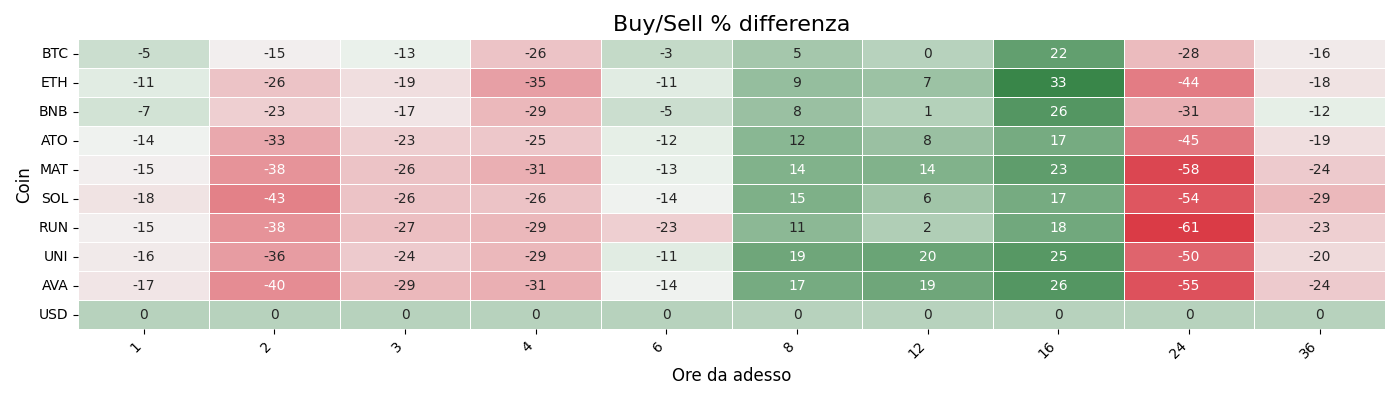 Buy/Sell % differenza
Coin
BTC -5 -15 -13 -26 -3 5 0 22 -28 -16
ETH -11 -26 -19 -35 -11 9 7 33 -44 -18
BNB -7 -23 -17 -29 -5 8 1 26 -31 -12
ATO -14 -33 -23 -25 -12 12 8 17 -45 -19
MAT -15 -38 -26 -31 -13 14 14 23 -58 -24
SOL -18 -43 -26 -26 -14 15 6 17 -54 -29
RUN -15 -38 -27 -29 -23 11 2 18 -61 -23
UNI -16 -36 -24 -29 -11 19 20 25 -50 -20
AVA -17 -40 -29 -31 -14 17 19 26 -55 -24
USD 0 0 0 0 0 0 0 0 0 0
1 2 3 4 6 8 12 16 24 36
Ore da adesso